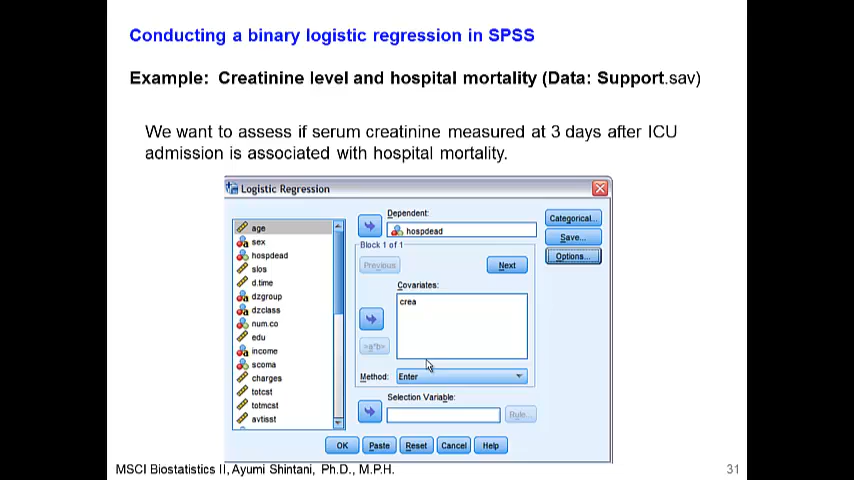 Conducting a binary logistic regression in SPSS
Example: Creatinine level and hospital mortality (Data: Support.sav)
We want to assess if serum creatinine measured at 3 days after ICU
admission is associated with hospital mortality.
Logistic Regression
age
sex
hospdead
slos
d.time
dzgroup
dzclass
num.co
edu
income
scoma
charges
totcst
totmcst
avtisst
Dependent:
hospdead
Block 1 of 1
Previous
Next
Covariates:
crea
>a*b>
Method:
Enter
Selection Variable:
Rule...
Categorical...
Save...
Options...
OK
Paste
Reset
Cancel
Help
MSCI Biostatistics II, Ayumi Shintani, Ph.D., M.P.H.
31